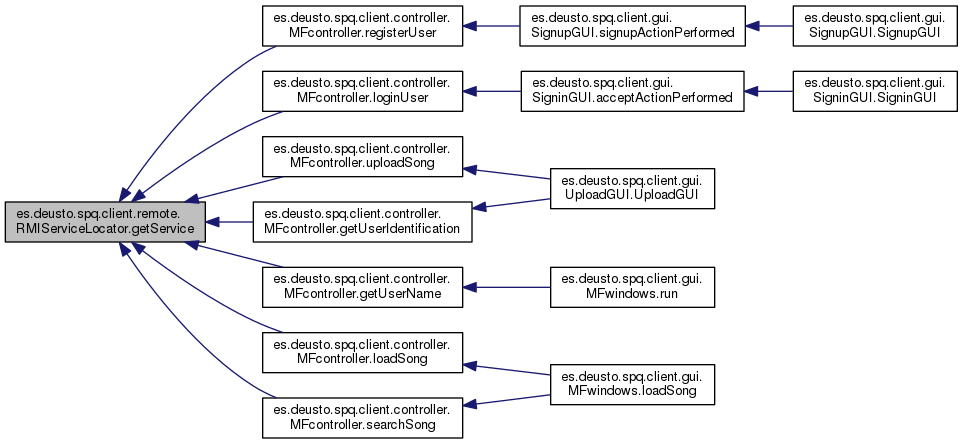 es.deusto.spq.client.controller.
MFcontroller.registerUser
es.deusto.spq.client.gui.
SignupGUI.signupActionPerformed
es.deusto.spq.client.gui.
SignupGUI.SignupGUI
es.deusto.spq.client.controller.
MFcontroller.loginUser
es.deusto.spq.client.gui.
SigninGUI.acceptActionPerformed
es.deusto.spq.client.gui.
SigninGUI.SigninGUI
es.deusto.spq.client.controller.
MFcontroller.uploadSong
es.deusto.spq.client.gui.
UploadGUI.UploadGUI
es.deusto.spq.client.remote.
RMIServiceLocator.getService
es.deusto.spq.client.controller.
MFcontroller.getUserIdentification
es.deusto.spq.client.controller.
MFcontroller.getUserName
es.deusto.spq.client.gui.
MFwindows.run
es.deusto.spq.client.controller.
MFcontroller.loadSong
es.deusto.spq.client.gui.
MFwindows.loadSong
es.deusto.spq.client.controller.
MFcontroller.searchSong